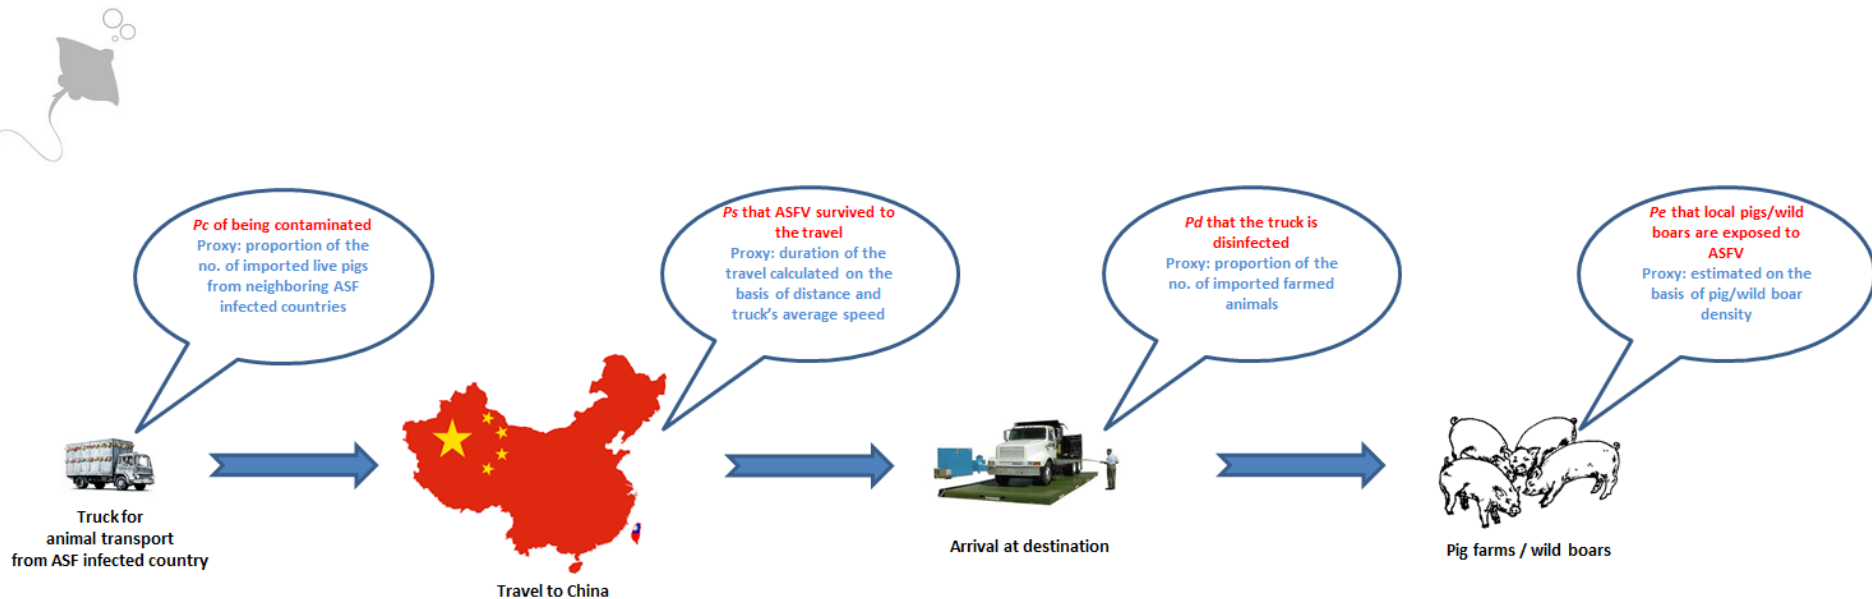 Pc of being contaminated
Proxy: proportion of the
no. of imported live pigs
from neighboring ASF
infected countries
Ps that ASFV survived to
the travel
Proxy: duration of the
travel calculated on the
basis of distance and
truck's average speed
Pd that the truck is
disinfected
Proxy: proportion of the
no. of imported farmed
animals
Pe that local pigs/wild
boars are exposed to
ASFV
Proxy: estimated on the
basis of pig/wild boar
density
Truck for
animal transport
from ASF infected country
Travel to China
Arrival at destination
Pig farms / wild boars